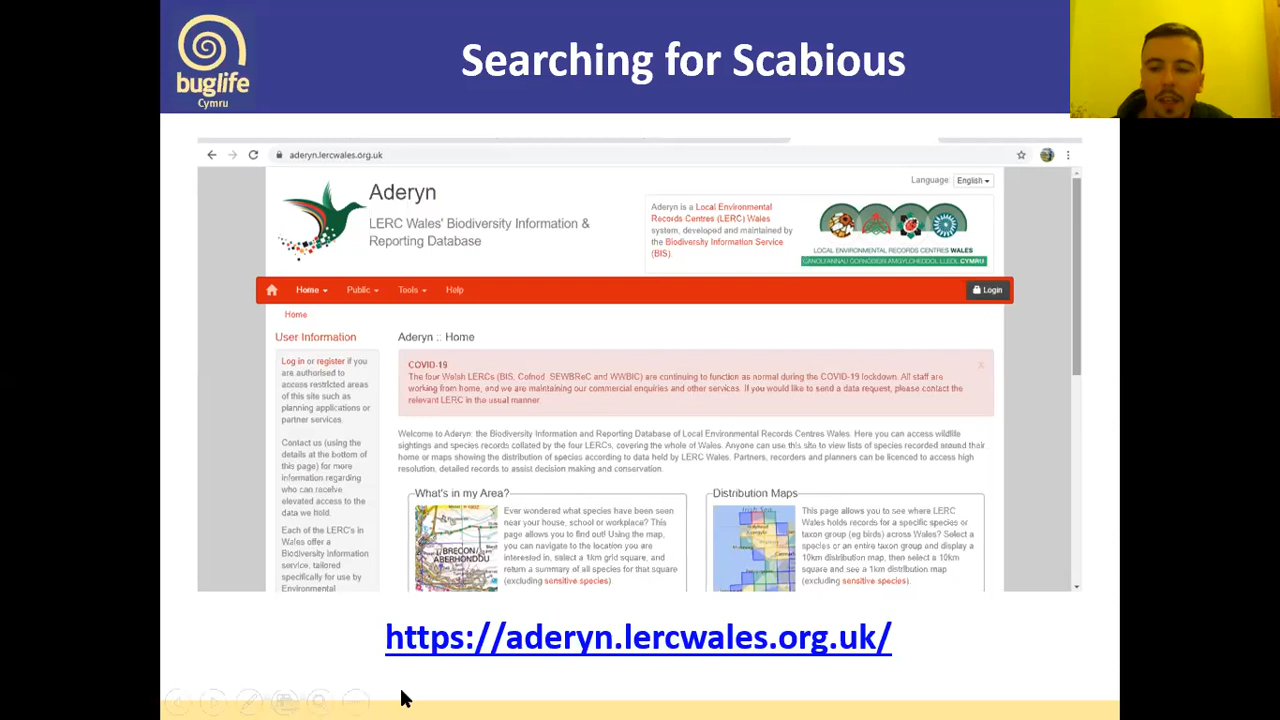 buglife
Cymru
Searching for Scabious
aderyn.lercwales.org.uk
Language: English
Aderyn
LERC Wales' Biodiversity Information &
Reporting Database
Aderyn is a Local Environmental
Records Centres (LERC) Wales
system, developed and maintained by
the Biodiversity Information Service
(BIS).
LOCAL ENVIRONMENTAL RECORDS CENTRES WALES
CANOLFANNAU COFNODION AMGYLCHEDDOL LLEOL CYMRU
Home Public Tools Help Login
Home
User Information
Log in or register if you
are authorised to
access restricted areas
of this site such as
planning applications or
partner services.
Contact us (using the
details at the bottom of
this page) for more
information regarding
who can receive
elevated access to the
data we hold.
Each of the LERC's in
Wales offer a
Biodiversity Information
service, tailored
specifically for use by
Environmental
Aderyn :: Home
COVID-19
x
The four Welsh LERCs (BIS, Cofnod, SEWBReC and WWBIC) are continuing to function as normal during the COVID-19 lockdown. All staff are
working from home, and we are maintaining our commercial enquiries and other services. If you would like to send a data request, please contact the
relevant LERC in the usual manner.
Welcome to Aderyn: the Biodiversity Information and Reporting Database of Local Environmental Records Centres Wales. Here you can access wildlife
sightings and species records collated by the four LERCs, covering the whole of Wales. Anyone can use this site to view lists of species recorded around their
home or maps showing the distribution of species according to data held by LERC Wales. Partners, recorders and planners can be licenced to access high
resolution, detailed records to assist decision making and conservation.
What's in my Area?
BRECON
ABERHONDDU
Ever wondered what species have been seen
near your house, school or workplace? This
page allows you to find out! Using the map,
you can navigate to the location you are
interested in, select a 1km grid square, and
return a summary of all species for that square
(excluding sensitive species).
Distribution Maps
This page allows you to see where LERC
Wales holds records for a specific species or
taxon group (eg birds) across Wales? Select a
species or an entire taxon group and display a
10km distribution map, then select a 10km
square and see a 1km distribution map
(excluding sensitive species).
https://aderyn.lercwales.org.uk/